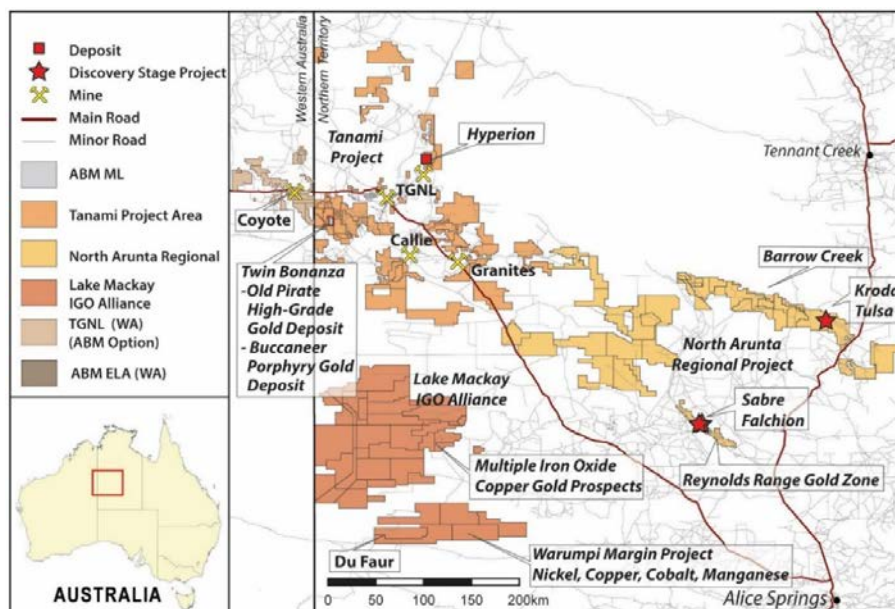 Deposit
Discovery Stage Project
Mine
Main Road
Minor Road
ABM ML
Tanami Project Area
North Arunta Regional
Lake Mackay
IGO Alliance
TGNL (WA)
(ABM Option)
ABM ELA (WA)
AUSTRALIA
Western Australia
Northern Territory
Tanami
Project
Hyperion
TGNL
Coyote
Callie
Granites
Twin Bonanza
-Old Pirate
High-Grade
Gold Deposit
- Buccaneer
Porphyry Gold
Deposit
Tennant Creek
Barrow Creek
Kroda
Tulsa
North Arunta
Regional Project
Lake Mackay
IGO Alliance
Sabre
Falchion
Multiple Iron Oxide
Copper Gold Prospects
Reynolds Range Gold Zone
Du Faur
Warumpi Margin Project
Nickel, Copper, Cobalt, Manganese
0 50 100 150 200km
Alice Springs